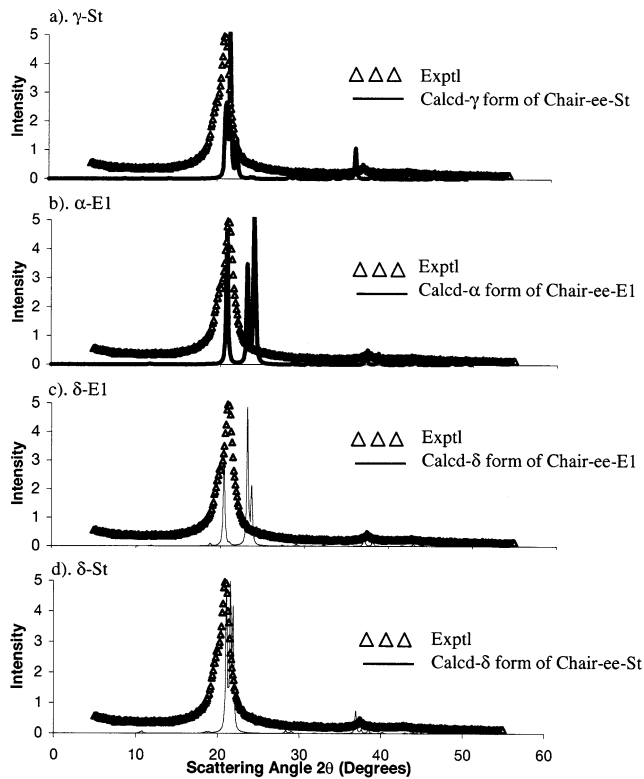 a). γ-St
5
4
3
2
1
0
Intensity
△ △ △ Exptl
Calcd-γ form of Chair-ee-St
b). α-E1
5
4
3
2
1
0
Intensity
△ △ △ Exptl
Calcd-α form of Chair-ee-E1
c). δ-E1
5
4
3
2
1
0
Intensity
△ △ △ Exptl
Calcd-δ form of Chair-ee-E1
d). δ-St
5
4
3
2
1
0
Intensity
△ △ △ Exptl
Calcd-δ form of Chair-ee-St
0 10 20 30 40 50 60
Scattering Angle 2θ (Degrees)